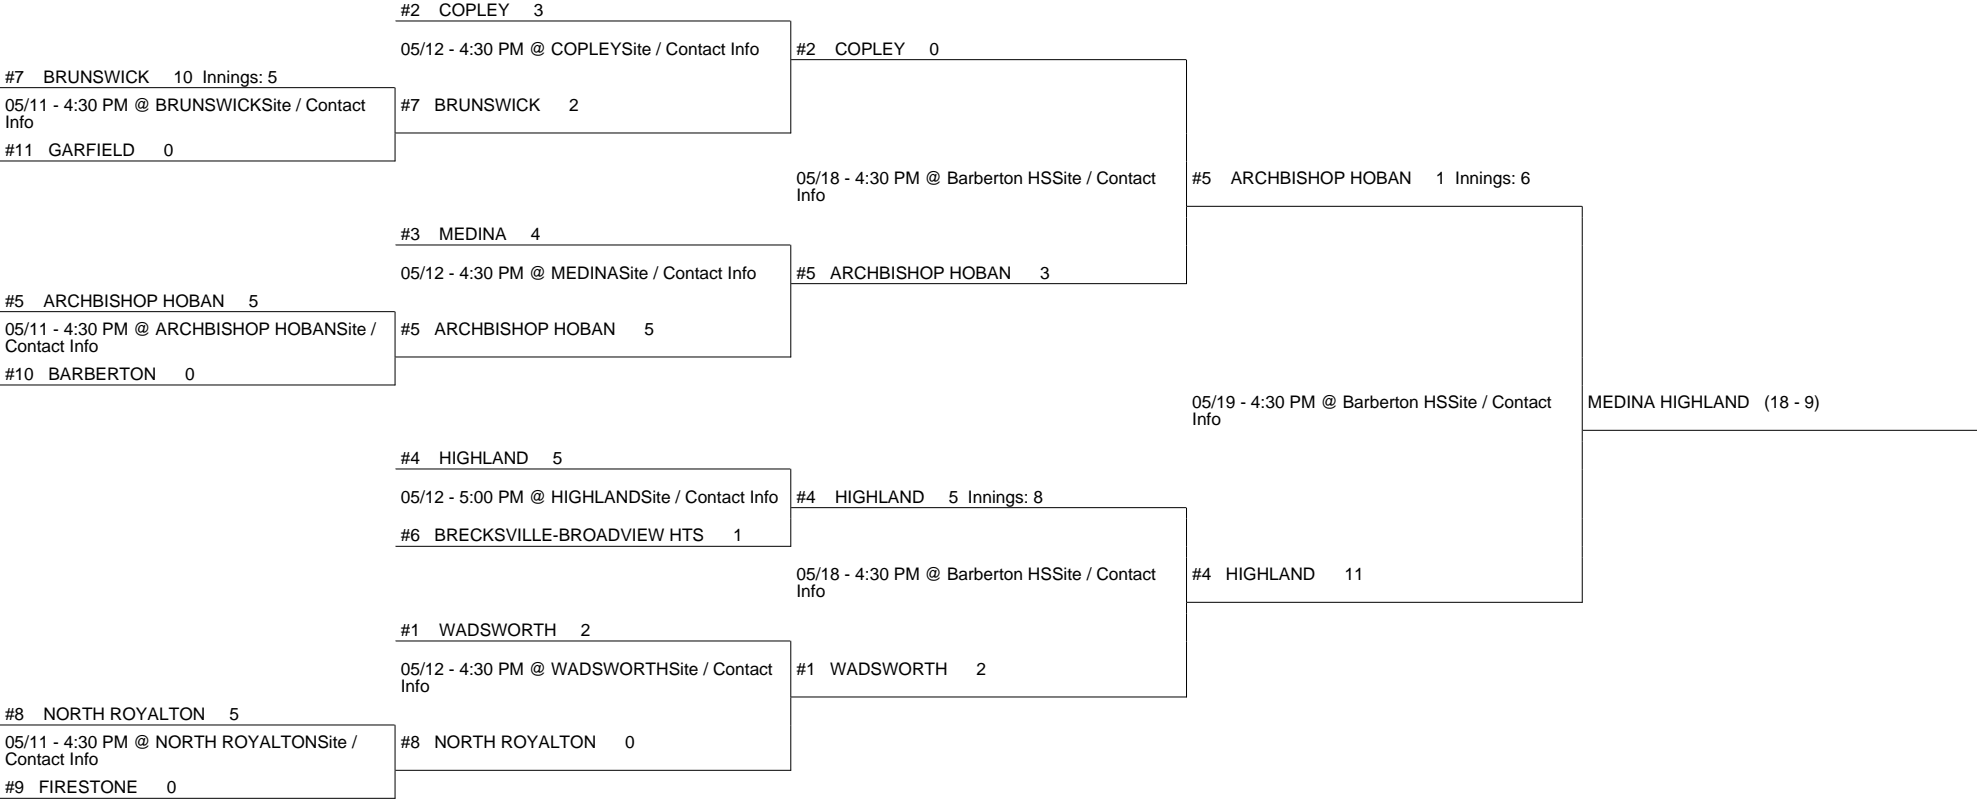 #2 COPLEY 3
05/12 - 4:30 PM @ COPLEYSite / Contact Info
#2 COPLEY 0
#7 BRUNSWICK 10 Innings: 5
05/11 - 4:30 PM @ BRUNSWICKSite / Contact
Info
#7 BRUNSWICK 2
#11 GARFIELD 0
05/18 - 4:30 PM @ Barberton HSSite / Contact
Info
#5 ARCHBISHOP HOBAN 1 Innings: 6
#3 MEDINA 4
05/12 - 4:30 PM @ MEDINASite / Contact Info
#5 ARCHBISHOP HOBAN 3
#5 ARCHBISHOP HOBAN 5
05/11 - 4:30 PM @ ARCHBISHOP HOBANSite /
Contact Info
#5 ARCHBISHOP HOBAN 5
#10 BARBERTON 0
05/19 - 4:30 PM @ Barberton HSSite / Contact
Info
MEDINA HIGHLAND (18 - 9)
#4 HIGHLAND 5
05/12 - 5:00 PM @ HIGHLANDSite / Contact Info
#4 HIGHLAND 5 Innings: 8
#6 BRECKSVILLE-BROADVIEW HTS 1
05/18 - 4:30 PM @ Barberton HSSite / Contact
Info
#4 HIGHLAND 11
#1 WADSWORTH 2
05/12 - 4:30 PM @ WADSWORTHSite / Contact
Info
#1 WADSWORTH 2
#8 NORTH ROYALTON 5
05/11 - 4:30 PM @ NORTH ROYALTONSite /
Contact Info
#8 NORTH ROYALTON 0
#9 FIRESTONE 0